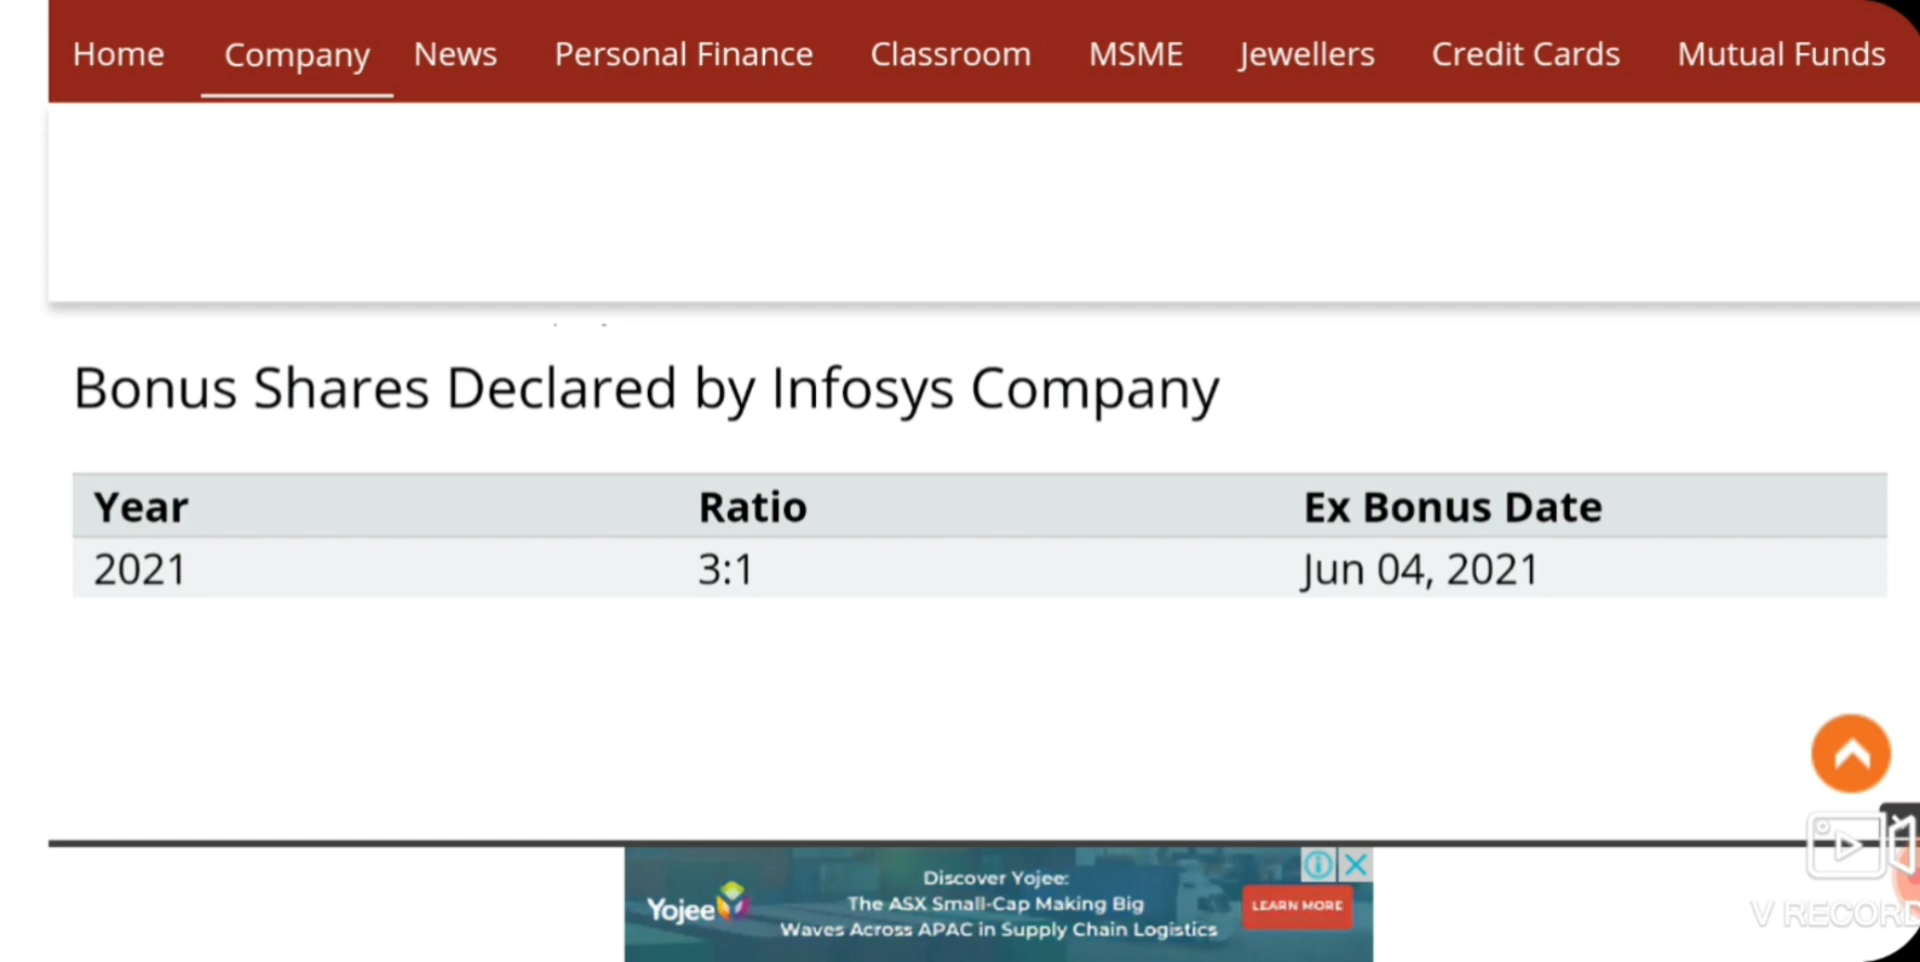 Home Company News Personal Finance Classroom MSME Jewellers Credit Cards Mutual Funds
Bonus Shares Declared by Infosys Company
Year Ratio Ex Bonus Date
2021 3:1 Jun 04, 2021
Yojee
Discover Yojee:
The ASX Small-Cap Making Big
Waves Across APAC in Supply Chain Logistics
LEARN MORE
V RECORD